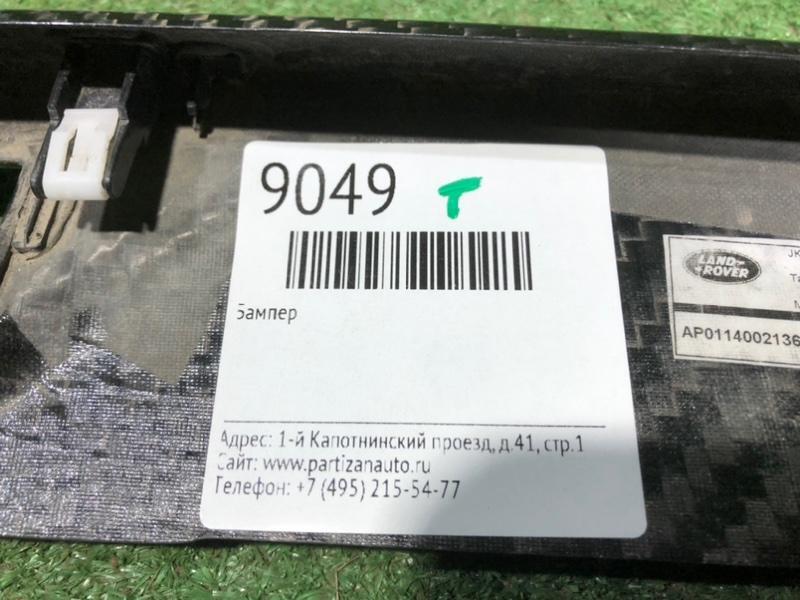 9049 T
Бампер
Адрес: 1-й Капотнинский проезд, д.41, стр.1
Сайт: www.partizanauto.ru
Телефон: +7 (495) 215-54-77
LAND-
ROVER
AP0114002136